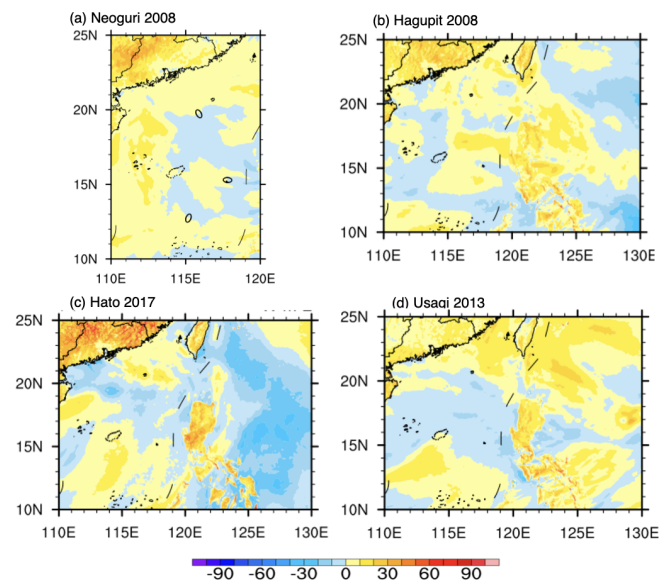 (a) Neoguri 2008
(b) Hagupit 2008
25N
20N
15N
10N
110E
115E
120E
25N
20N
15N
10N
110E
115E
120E
125E
130E
(c) Hato 2017
(d) Usagi 2013
25N
20N
15N
10N
110E
115E
120E
125E
130E
25N
20N
15N
10N
110E
115E
120E
125E
130E
-90 -60 -30 0 30 60 90